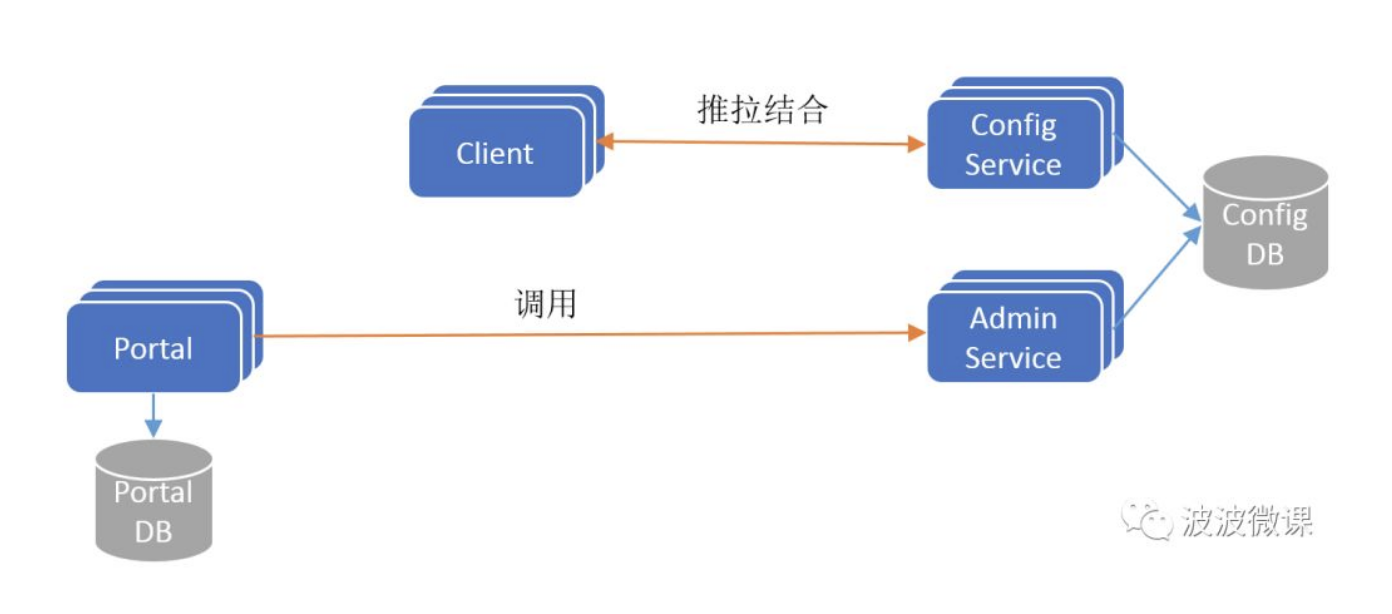 推拉结合
Client
Config
Service
Config
DB
调用
Portal
Admin
Service
Portal
DB
波波微课